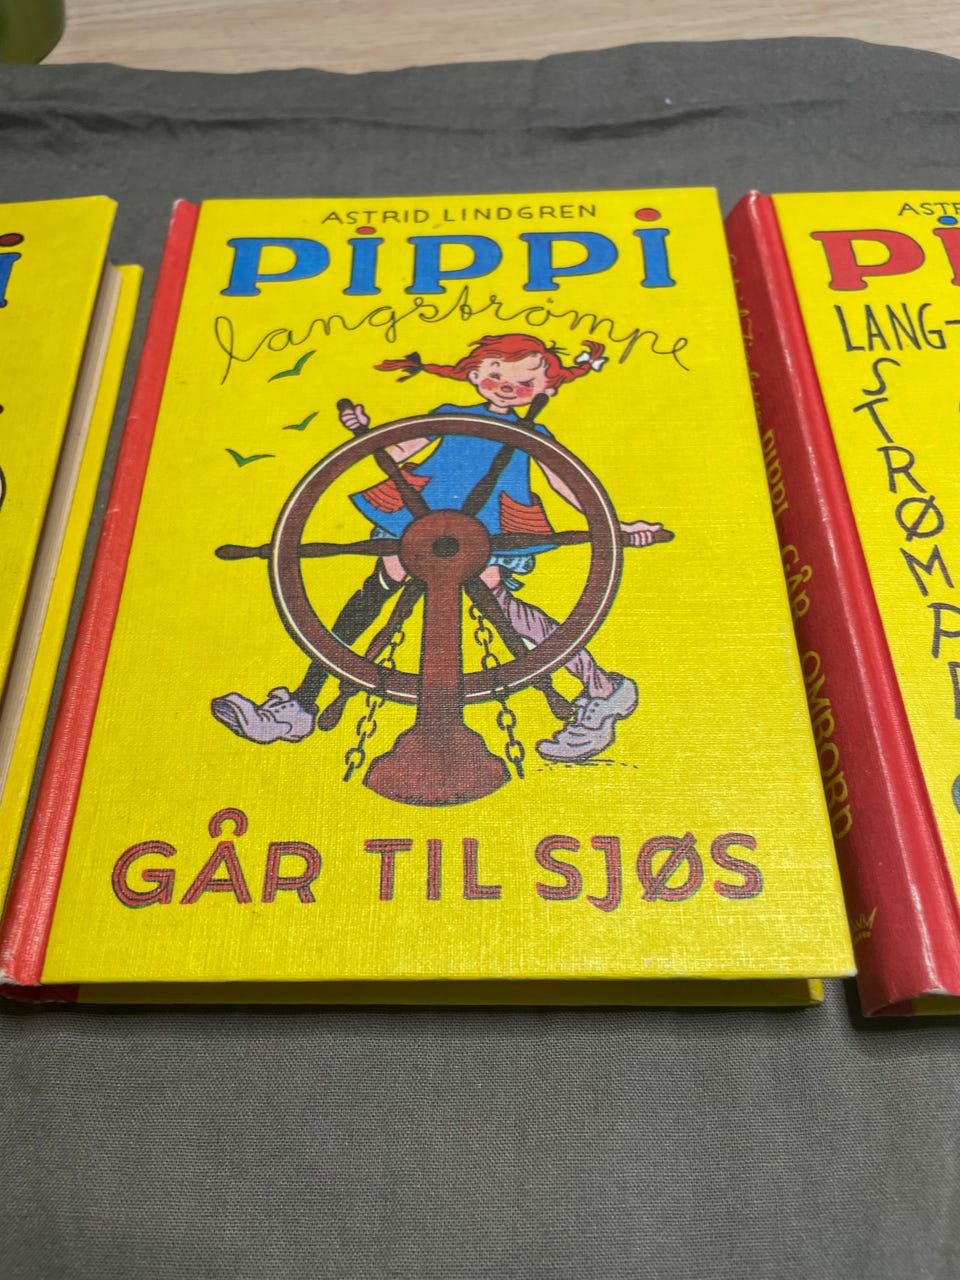 ASTRID LINDGREN
PIPPI
langstrømpe
GÅR TIL SJØS
PIPPI GÅR OMBORD
LANG-
STRØMP